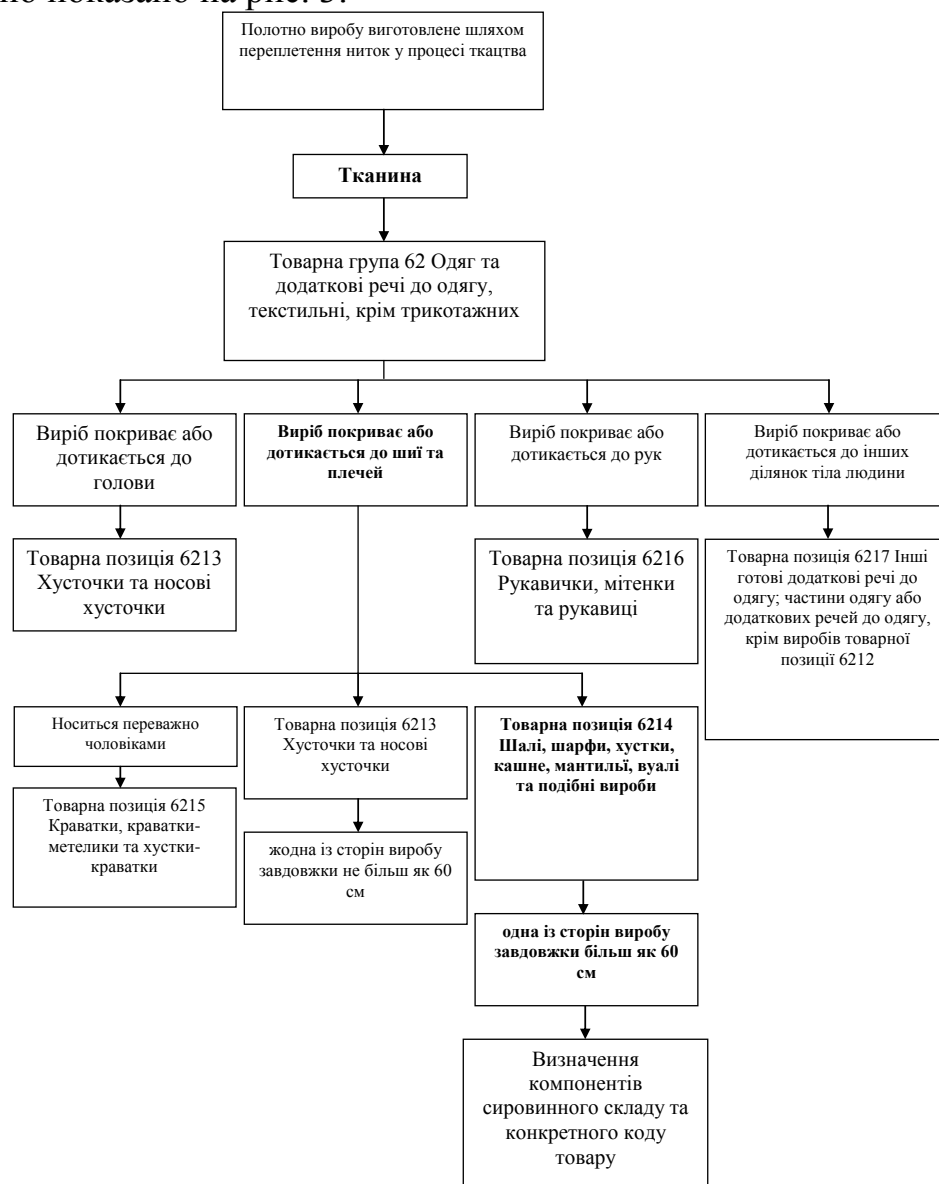 но показано на рис. 3.
Полотно виробу виготовлене шляхом
переплетення ниток у процесі ткацтва
Тканина
Товарна група 62 Одяг та
додаткові речі до одягу,
текстильні, крім трикотажних
Виріб покриває або
дотикається до
голови
Виріб покриває або
дотикається до шиї та
плечей
Виріб покриває або
дотикається до рук
Виріб покриває або
дотикається до інших
ділянок тіла людини
Товарна позиція 6213
Хусточки та носові
хусточки
Товарна позиція 6216
Рукавички, мітенки
та рукавиці
Товарна позиція 6217 Інші
готові додаткові речі до
одягу; частини одягу або
додаткових речей до одягу,
крім виробів товарної
позиції 6212
Носиться переважно
чоловіками
Товарна позиція 6213
Хусточки та носові
хусточки
Товарна позиція 6214
Шалі, шарфи, хустки,
кашне, мантильї, вуалі
та подібні вироби
Товарна позиція 6215
Краватки, краватки-
метелики та хустки-
краватки
жодна із сторін виробу
завдовжки не більш як 60
см
одна із сторін виробу
завдовжки більш як 60
см
Визначення
компонентів
сировинного складу та
конкретного коду
товару